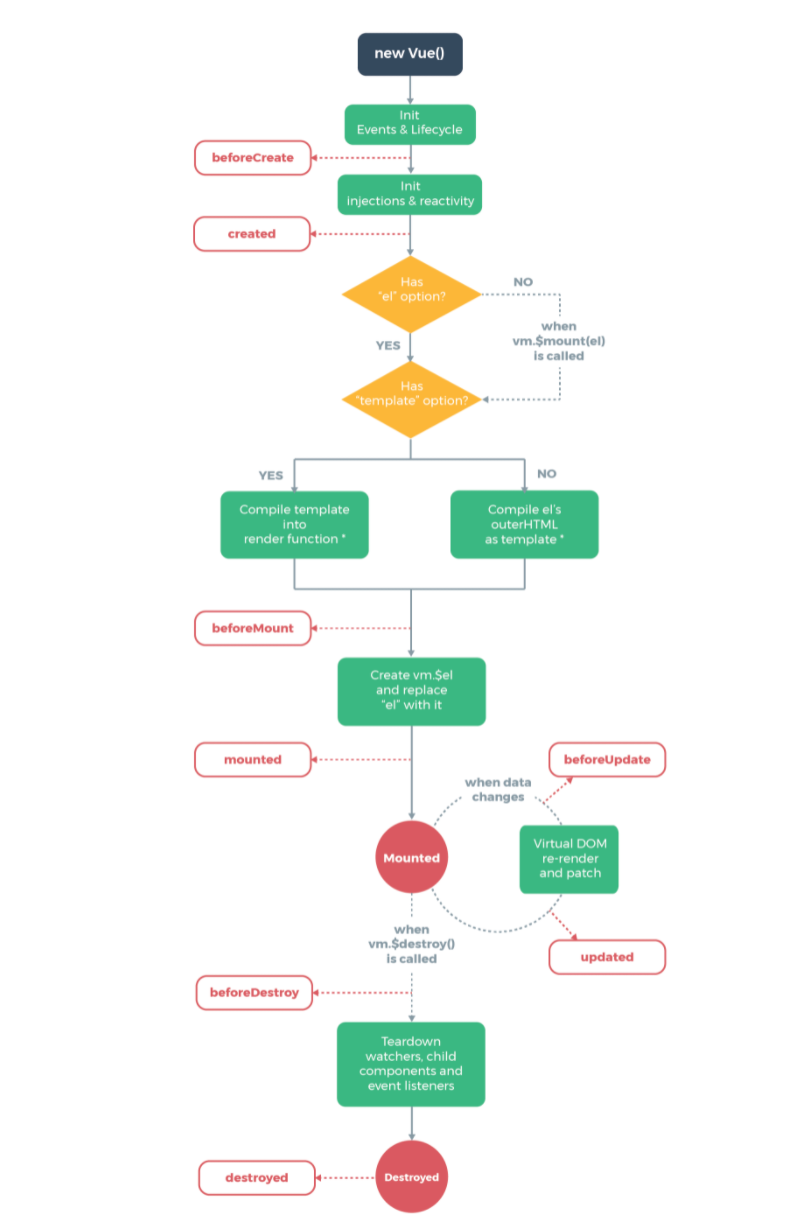 new Vue()
Init
Events & Lifecycle
beforeCreate
Init
injections & reactivity
created
Has
"el" option?
NO
when
vm.$mount(el)
is called
YES
Has
"template" option?
YES
NO
Compile template
into
render function *
Compile el's
outerHTML
as template *
beforeMount
Create vm.$el
and replace
"el" with it
mounted
beforeUpdate
when data
changes
Mounted
Virtual DOM
re-render
and patch
when
vm.$destroy()
is called
updated
beforeDestroy
Teardown
watchers, child
components and
event listeners
destroyed
Destroyed